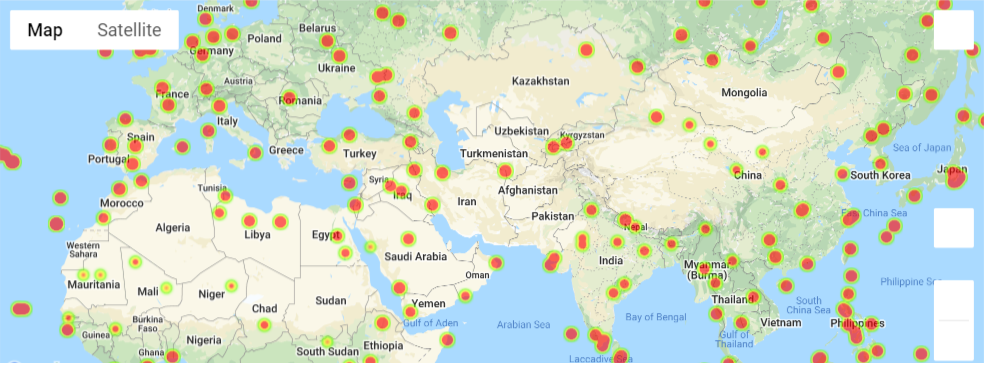 Map Satellite
Denmark
Belarus
Poland
Germany
Ukraine
Kazakhstan
Austria
France
Romania
Mongolia
Italy
Uzbekistan
Kyrgyzstan
Spain
Greece
Turkey
Turkmenistan
Sea of Japan
Portugal
Japan
China
South Korea
Tunisia
Syria
Iraq
Afghanistan
Morocco
Iran
Pakistan
East China Sea
Algeria
Libya
Egypt
Nepal
Western
Sahara
Saudi Arabia
India
Myanmar
(Burma)
Oman
Mauritania
Mali
Niger
Philippine Se
Sudan
Yemen
Thailand
South
China Sea
Chad
Burkina
Faso
Gulf of Aden
Arabian Sea
Bay of Bengal
Vietnam
Philippines
Guinea
Nigeria
Gulf of
Thailand
Ghana
South Sudan
Ethiopia
Laccadive Sea